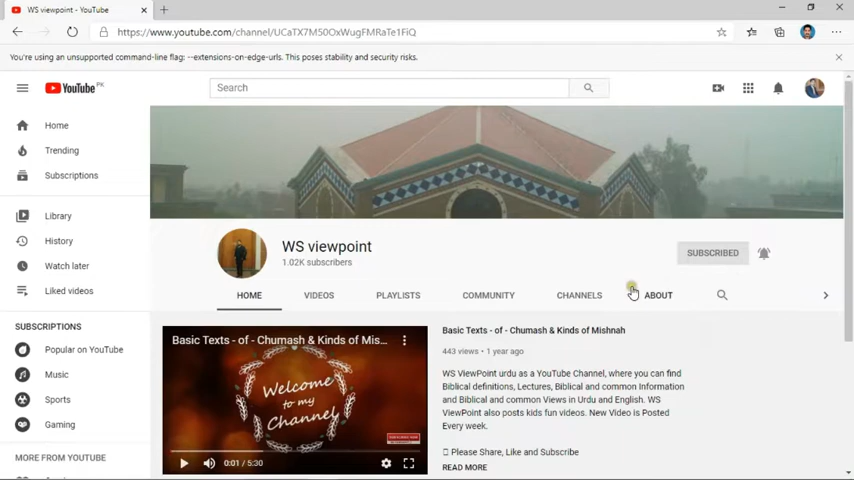 WS viewpoint - YouTube
https://www.youtube.com/channel/UCaTX7M50OxWugFMRaTe1FiQ
You're using an unsupported command-line flag: --extensions-on-edge-urls. This poses stability and security risks.
YouTube PK
Search
Home
Trending
Subscriptions
Library
History
Watch later
Liked videos
SUBSCRIPTIONS
Popular on YouTube
Music
Sports
Gaming
MORE FROM YOUTUBE
WS viewpoint
1.02K subscribers
SUBSCRIBED
HOME VIDEOS PLAYLISTS COMMUNITY CHANNELS ABOUT
Basic Texts - of - Chumash & Kinds of Mis...
Welcome
to my
Channel
0:01 / 5:30
Basic Texts - of - Chumash & Kinds of Mishnah
443 views • 1 year ago
WS ViewPoint urdu as a YouTube Channel, where you can find
Biblical definitions, Lectures, Biblical and common Information
and Biblical and common Views in Urdu and English. WS
ViewPoint also posts kids fun videos. New Video is Posted
Every week.
Please Share, Like and Subscribe
READ MORE